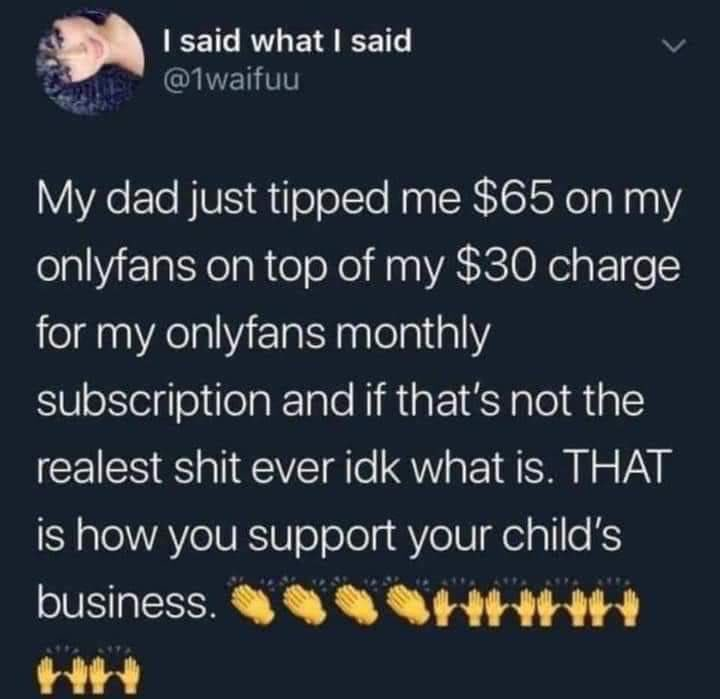 I said what I said
@1waifuu
My dad just tipped me $65 on my
onlyfans on top of my $30 charge
for my onlyfans monthly
subscription and if that's not the
realest shit ever idk what is. THAT
is how you support your child's
business. 👏👏👏👏🙌🙌🙌🙌
🙌🙌